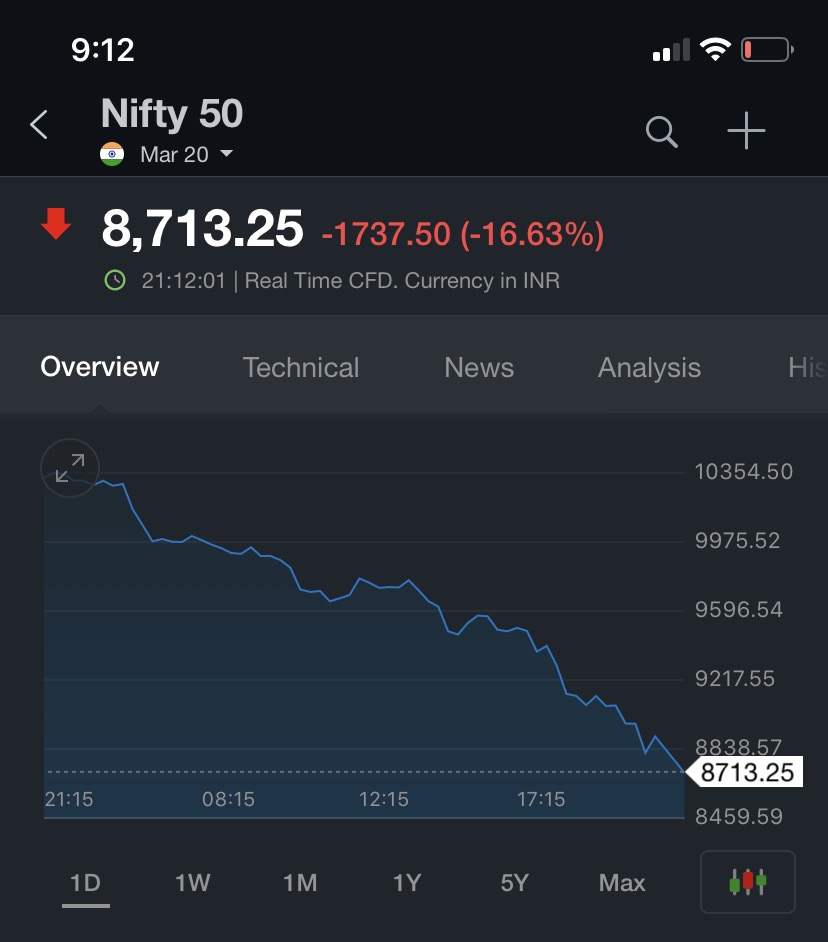 9:12
Nifty 50
Mar 20
8,713.25 -1737.50 (-16.63%)
21:12:01 | Real Time CFD. Currency in INR
Overview Technical News Analysis His
10354.50
9975.52
9596.54
9217.55
8838.57
8713.25
21:15 08:15 12:15 17:15
8459.59
1D 1W 1M 1Y 5Y Max